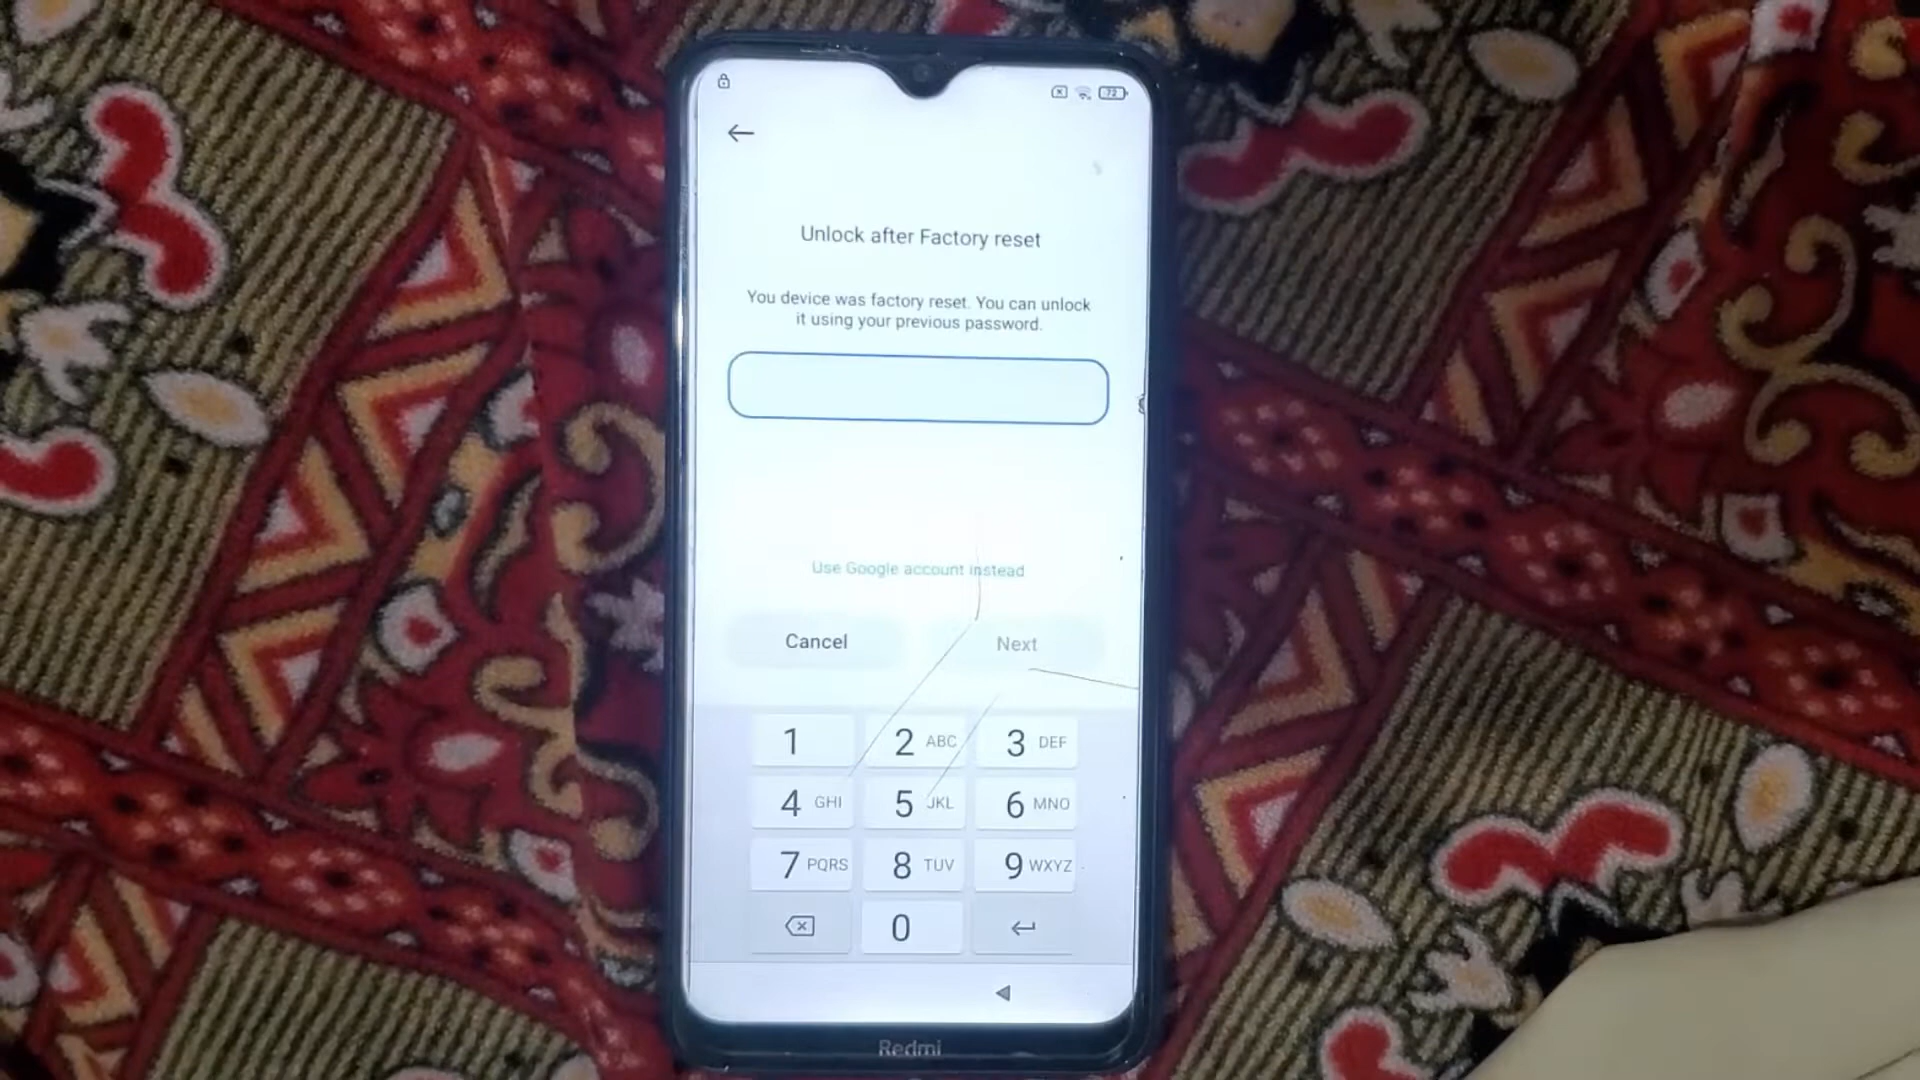 72
Unlock after Factory reset
You device was factory reset. You can unlock
it using your previous password.
Use Google account instead
Cancel Next
1 2 ABC 3 DEF
4 GHI 5 JKL 6 MNO
7 PQRS 8 TUV 9 WXYZ
0
Redmi